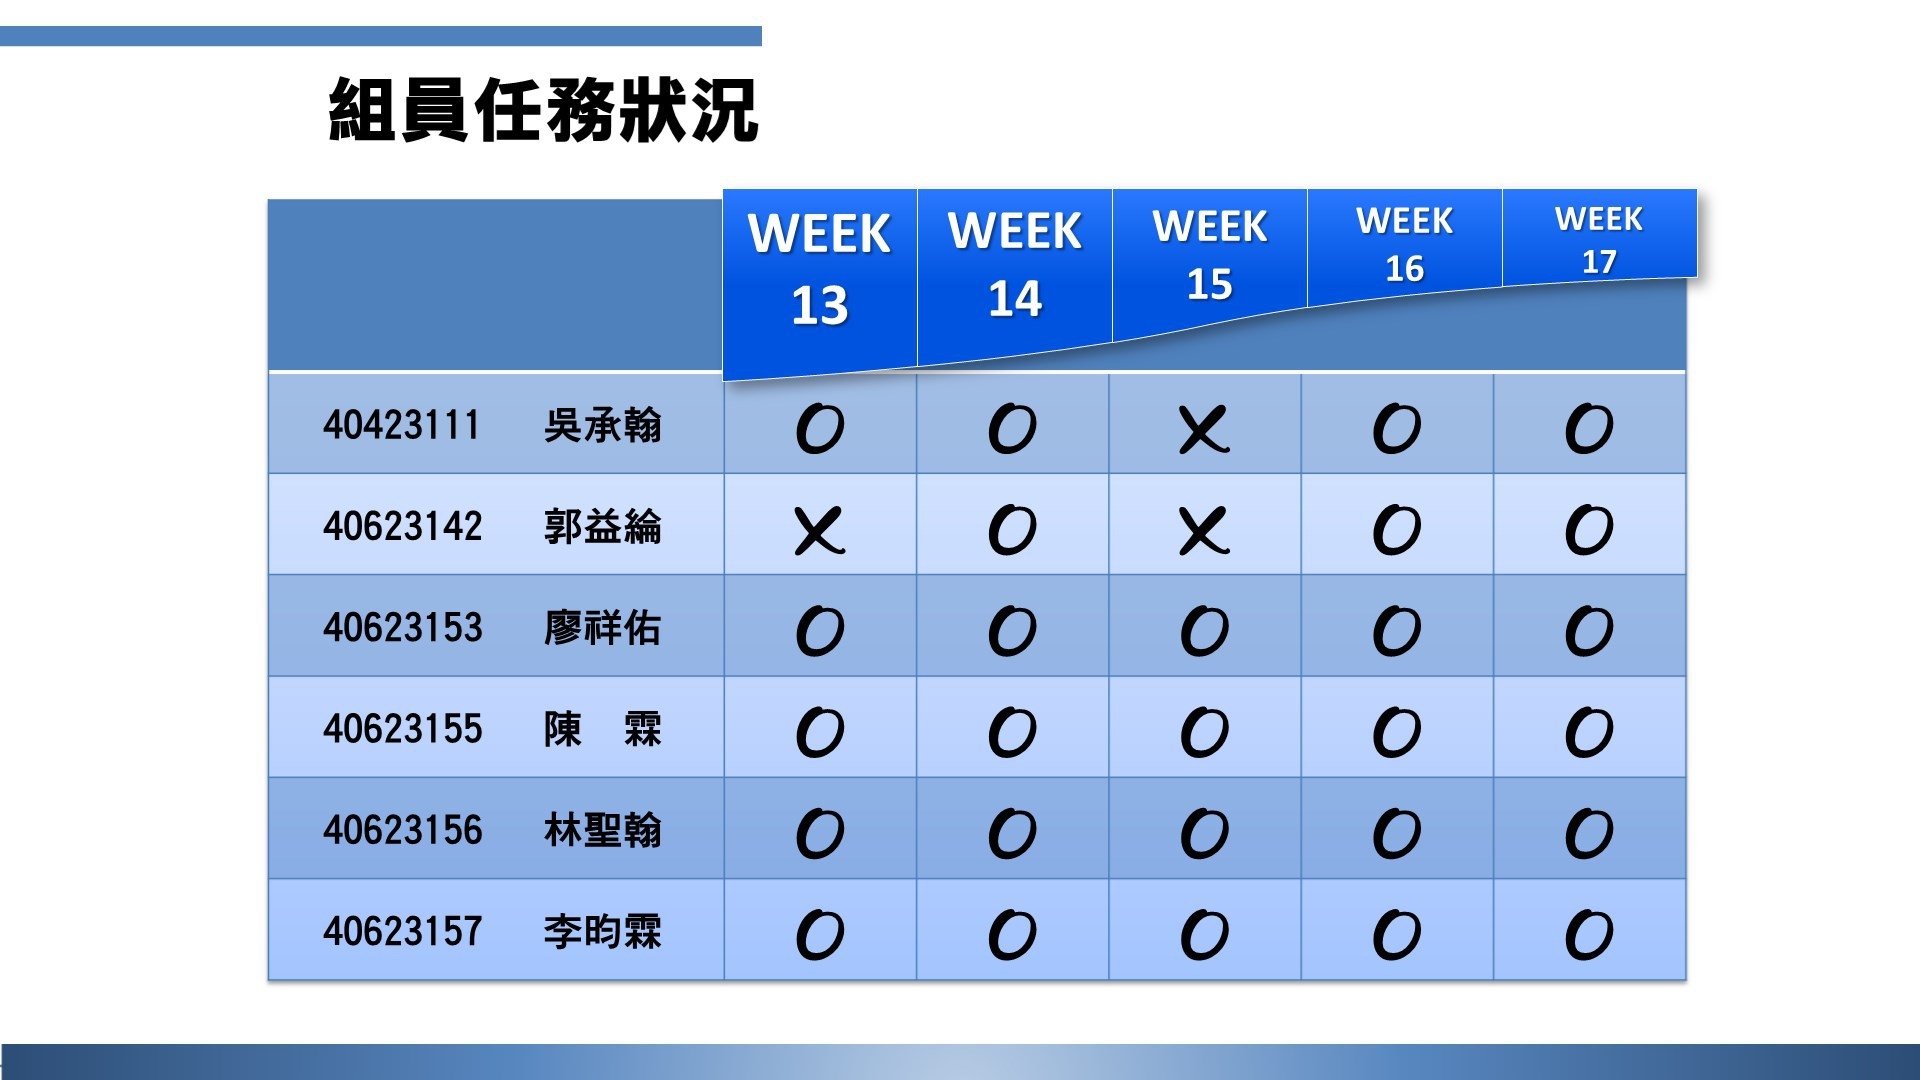 組員任務狀況
WEEK 13 WEEK 14 WEEK 15 WEEK 16 WEEK 17
40423111 吳承翰 O O X O O
40623142 郭益綸 X O X O O
40623153 廖祥佑 O O O O O
40623155 陳　霖 O O O O O
40623156 林聖翰 O O O O O
40623157 李昀霖 O O O O O